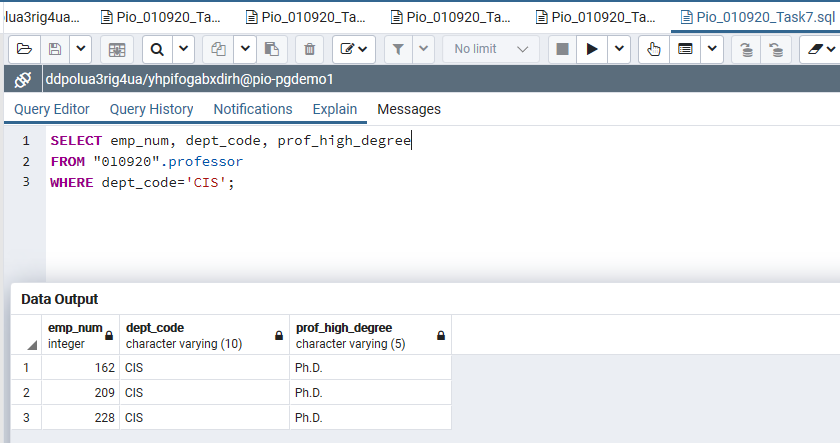 olua3rig4ua... Pio_010920_Ta... Pio_010920_Ta... Pio_010920_Ta... Pio_010920_Ta... Pio_010920_Task7.sql
No limit
ddpolua3rig4ua/yhpifogabxdirh@pio-pgdemo1
Query Editor Query History Notifications Explain Messages
1 SELECT emp_num, dept_code, prof_high_degree
2 FROM "010920".professor
3 WHERE dept_code='CIS';
Data Output
emp_num dept_code prof_high_degree
integer character varying (10) character varying (5)
1 162 CIS Ph.D.
2 209 CIS Ph.D.
3 228 CIS Ph.D.